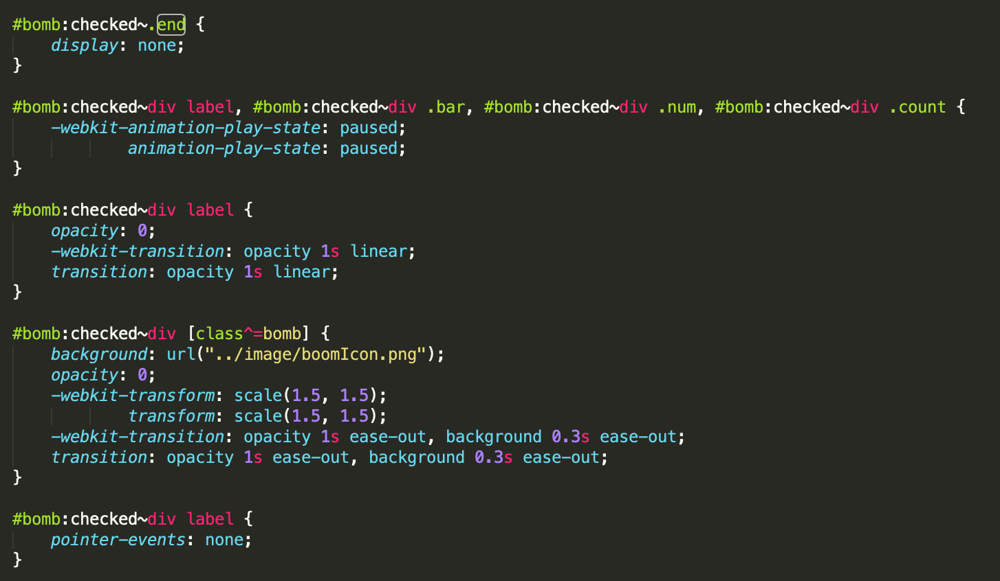 #bomb:checked~.end {
    display: none;
}

#bomb:checked~div label, #bomb:checked~div .bar, #bomb:checked~div .num, #bomb:checked~div .count {
    -webkit-animation-play-state: paused;
            animation-play-state: paused;
}

#bomb:checked~div label {
    opacity: 0;
    -webkit-transition: opacity 1s linear;
    transition: opacity 1s linear;
}

#bomb:checked~div [class^=bomb] {
    background: url("../image/boomIcon.png");
    opacity: 0;
    -webkit-transform: scale(1.5, 1.5);
            transform: scale(1.5, 1.5);
    -webkit-transition: opacity 1s ease-out, background 0.3s ease-out;
    transition: opacity 1s ease-out, background 0.3s ease-out;
}

#bomb:checked~div label {
    pointer-events: none;
}